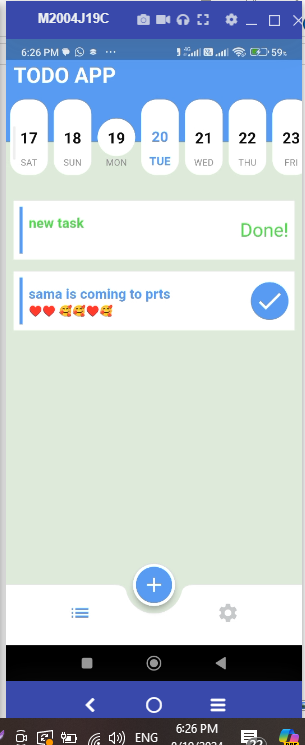 M2004J19C
6:26 PM
59%
TODO APP
17 18 19 20 21 22 23
SAT SUN MON TUE WED THU FRI
new task
Done!
sama is coming to prts
♥️♥️ 🥰🥰♥️🥰
ENG
6:26 PM